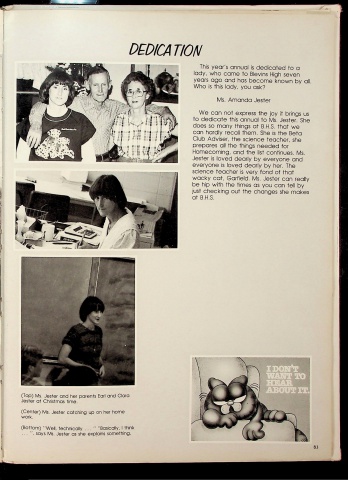 DEDICATION
This year's annual is dedicated to a
lady, who came to Blevins High seven
years ago and has become known by all.
Who is this lady, you ask?
Ms. Amanda Jester
We can not express the joy it brings us
to dedicate this annual to Ms. Jester. She
does so many things at B.H.S. that we
can hardly recall them. She is the Beta
Club Adviser, the science teacher, she
prepares all the things needed for
Homecoming, and the list continues. Ms.
Jester is loved dearly by everyone and
everyone is loved dearly by her. The
science teacher is very fond of that
wacky cat, Garfield. Ms. Jester can really
be hip with the times as you can tell by
just checking out the changes she makes
at B.H.S.
(Top) Ms. Jester and her parents Earl and Clara
Jester at Christmas time.
(Center) Ms. Jester catching up on her home
work.
(Bottom) "Well, technically . . ." "Basically, I think
. . .", says Ms. Jester as she explains something.
I DON'T
WANT TO
HEAR
ABOUT IT.